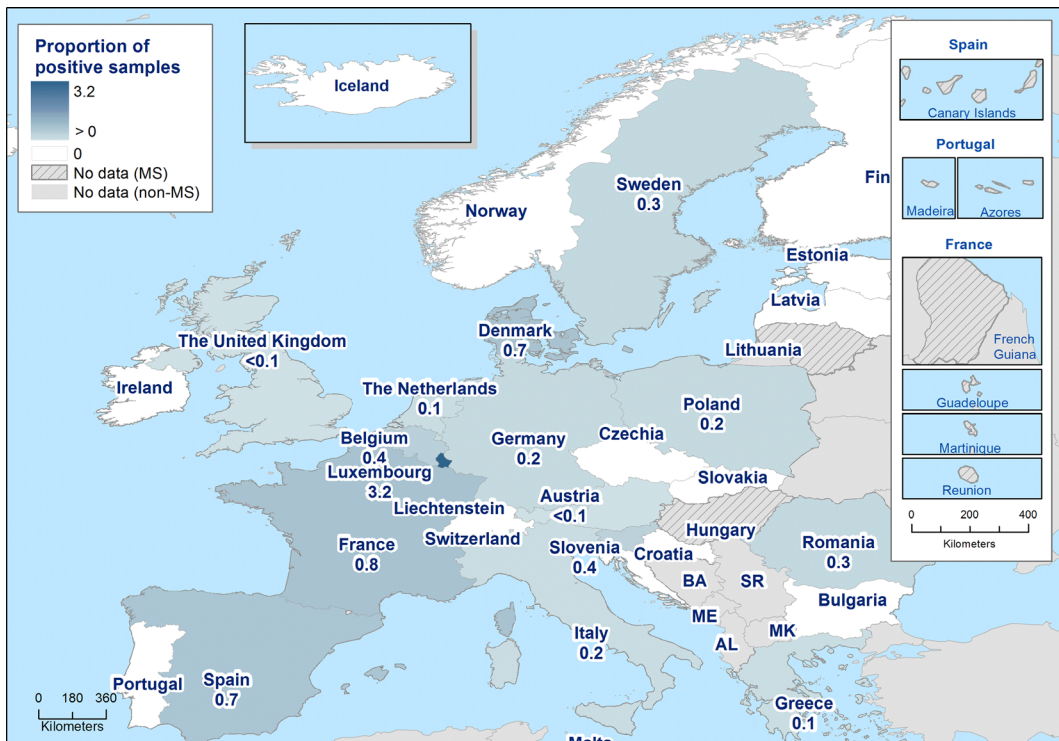 Proportion of
positive samples
3.2
> 0
0
No data (MS)
No data (non-MS)
Iceland
Spain
Canary Islands
Portugal
Madeira
Azores
France
French
Guiana
Guadeloupe
Martinique
Reunion
0 200 400
Kilometers
Sweden
0.3
Fin
Norway
Estonia
Latvia
Denmark
0.7
Lithuania
The United Kingdom
<0.1
Ireland
The Netherlands
0.1
Poland
0.2
Belgium
0.4
Germany
0.2
Czechia
Luxembourg
3.2
Slovakia
Liechtenstein
Austria
<0.1
Switzerland
Hungary
France
0.8
Slovenia
0.4
Croatia
Romania
0.3
BA
SR
Bulgaria
ME
MK
AL
Italy
0.2
Portugal
Spain
0.7
Greece
0.1
0 180 360
Kilometers
Malta